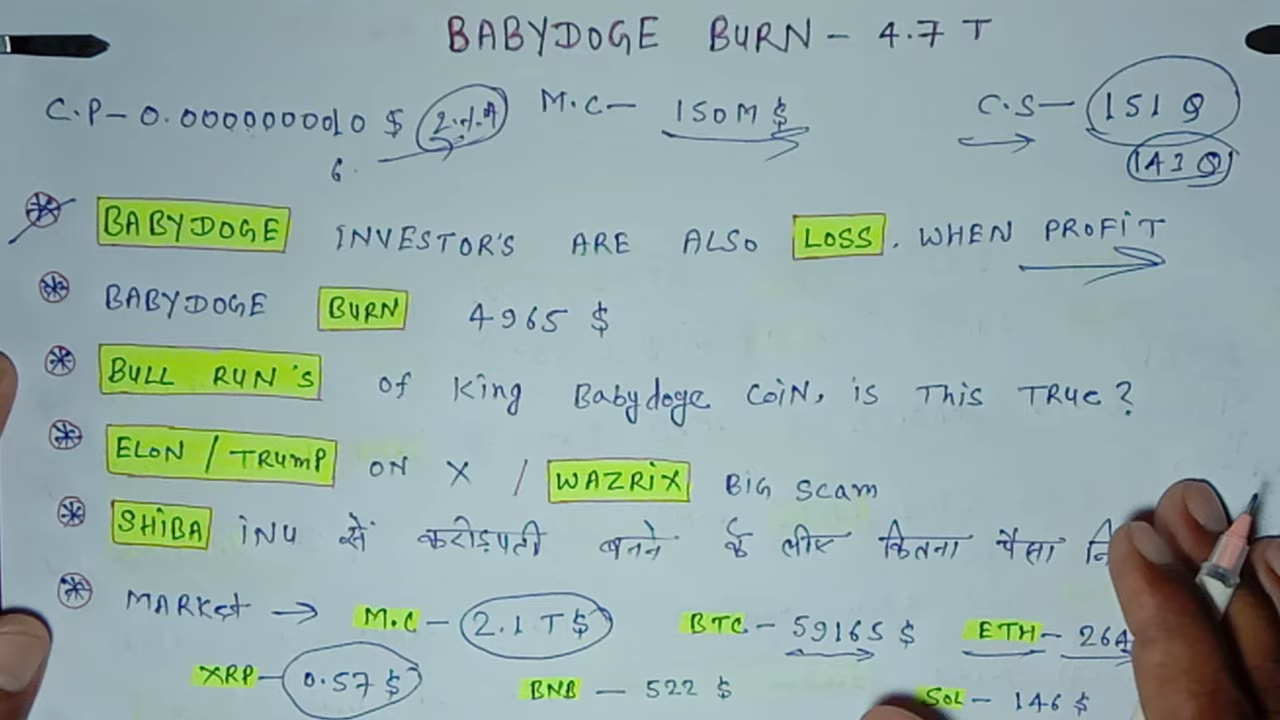 BABYDOGE BURN - 4.7 T
C.P - 0.0000000010 $ M.C - 150M $ C.S - 151 Q
6. 143 Q
BABYDOGE INVESTOR'S ARE ALSO LOSS. WHEN PROFIT
BABYDOGE BURN 4965 $
BULL RUN'S of King Babydoge COIN, is This TRUe?
ELON / TRUMP ON X / WAZRIX BIG SCAM
SHIBA INU से करोड़पती बनने के लीए कितना पैसा नि
MARKet → M.C - 2.1 T $ BTC - 59165 $ ETH - 264
XRP - 0.57 $ BNB - 522 $ SOL - 146 $